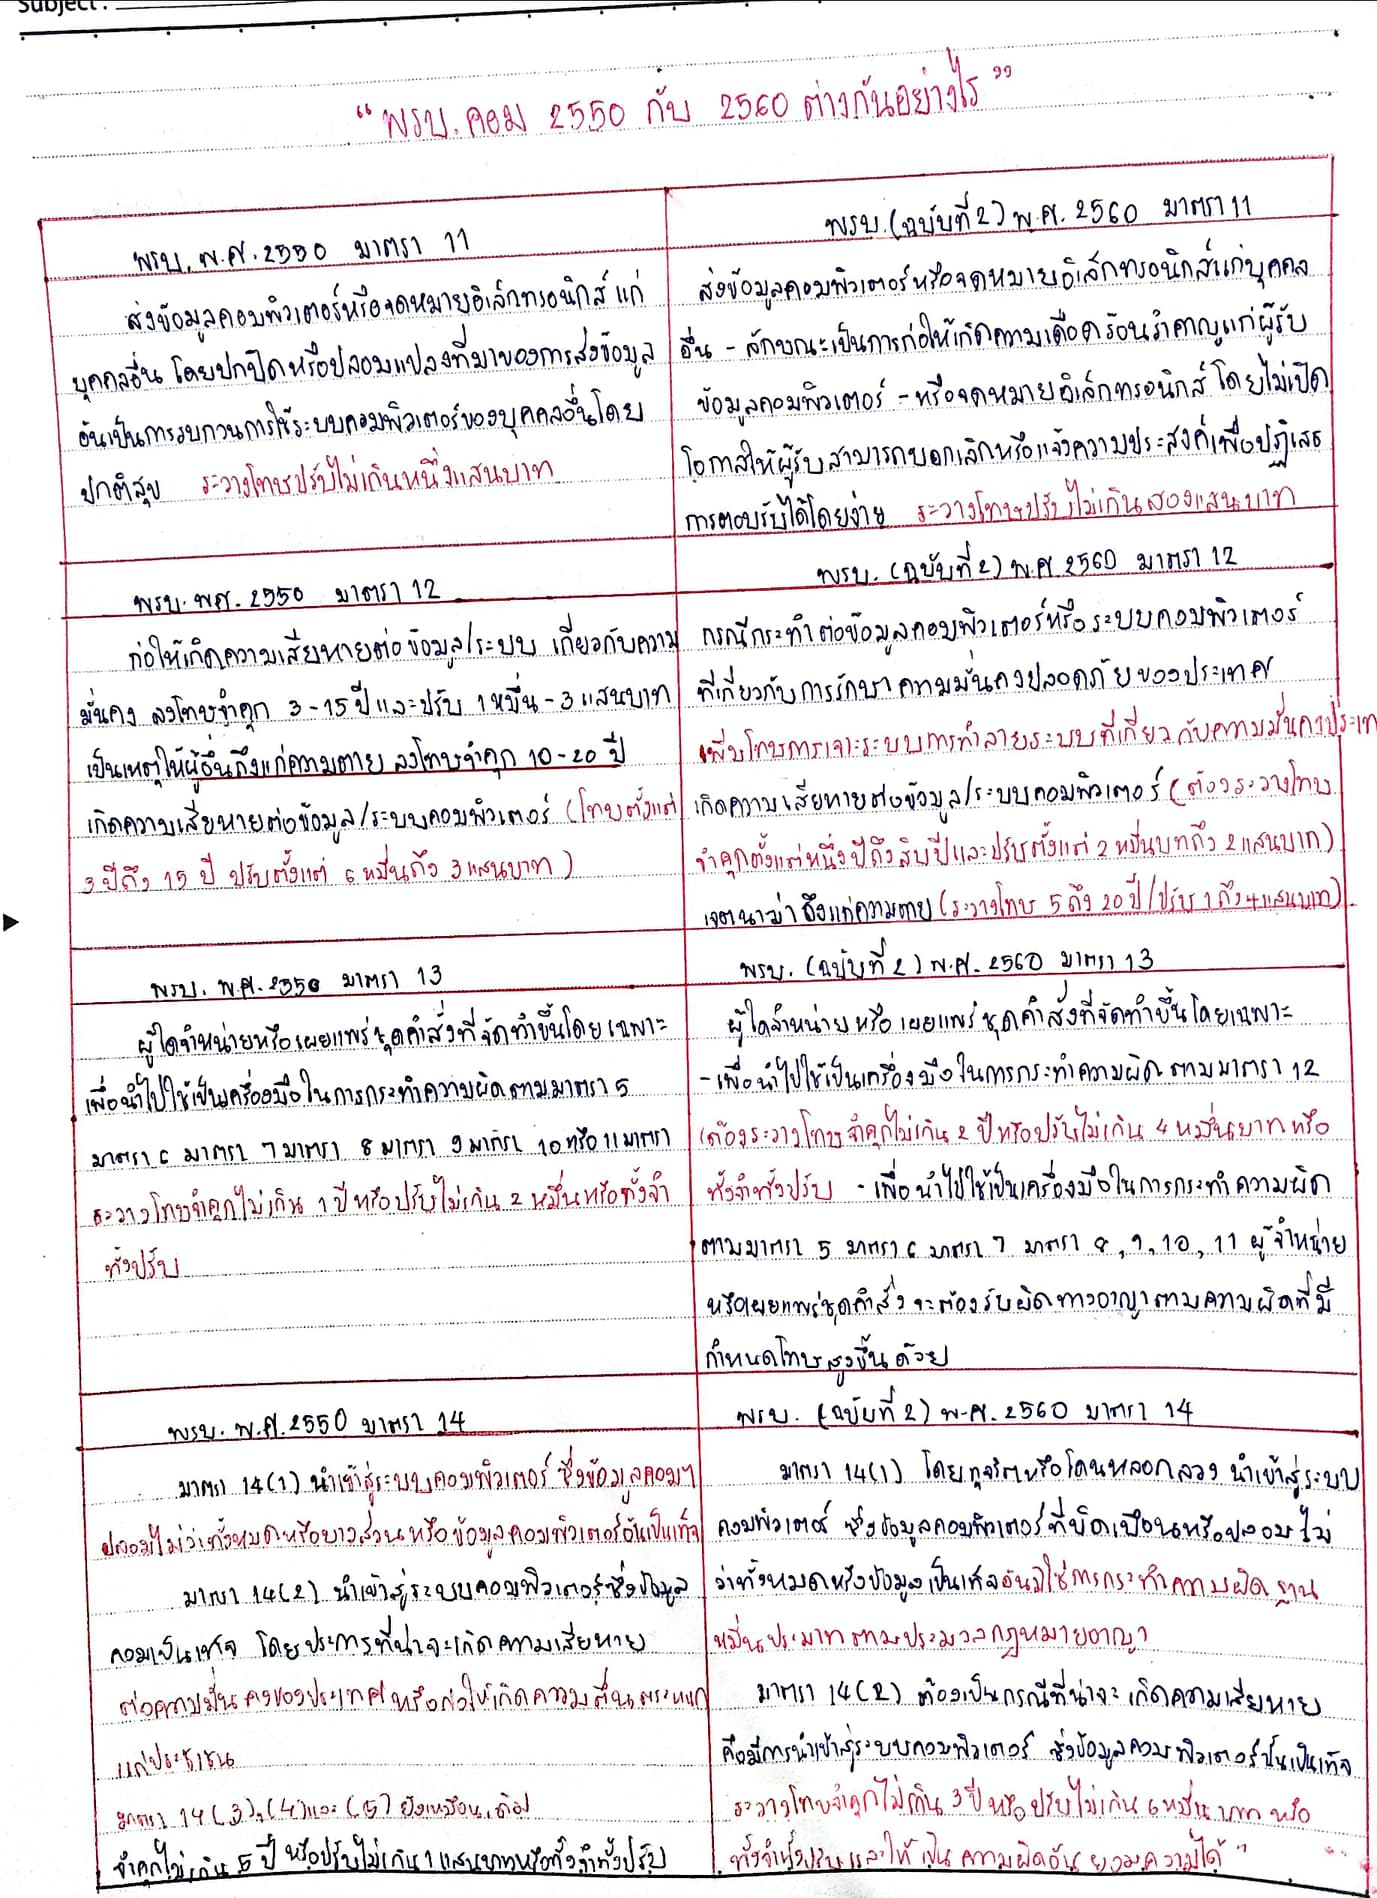 Subject :
“ พรบ. คอม 2550 กับ 2560 ต่างกันอย่างไร ”
พรบ. พ.ศ. 2550 มาตรา 11
ส่งข้อมูลคอมพิวเตอร์หรือจดหมายอิเล็กทรอนิกส์ แก่
บุคคลอื่น โดยปกปิดหรือปลอมแปลงที่มาของการส่งข้อมูล
อันเป็นการรบกวนการใช้ระบบคอมพิวเตอร์ของบุคคลอื่นโดย
ปกติสุข ระวางโทษปรับไม่เกินหนึ่งแสนบาท
พรบ. (ฉบับที่ 2) พ.ศ. 2560 มาตรา 11
ส่งข้อมูลคอมพิวเตอร์หรือจดหมายอิเล็กทรอนิกส์แก่บุคคล
อื่น - ลักษณะเป็นการก่อให้เกิดความเดือดร้อนรำคาญแก่ผู้รับ
ข้อมูลคอมพิวเตอร์ - หรือจดหมายอิเล็กทรอนิกส์ โดยไม่เปิด
โอกาสให้ผู้รับสามารถบอกเลิกหรือแจ้งความประสงค์เพื่อปฏิเสธ
การตอบรับได้โดยง่าย ระวางโทษปรับไม่เกินสองแสนบาท
พรบ. พศ. 2550 มาตรา 12
ก่อให้เกิดความเสียหายต่อข้อมูล/ระบบ เกี่ยวกับความ
มั่นคง ลงโทษจำคุก 3 - 15 ปี และปรับ 1 หมื่น - 3 แสนบาท
เป็นเหตุให้ผู้อื่นถึงแก่ความตาย ลงโทษจำคุก 10 - 20 ปี
เกิดความเสียหายต่อข้อมูล/ระบบคอมพิวเตอร์ (โทษตั้งแต่
3 ปีถึง 15 ปี ปรับตั้งแต่ 6 หมื่นถึง 3 แสนบาท )
พรบ. (ฉบับที่ 2) พ.ศ 2560 มาตรา 12
กรณีกระทำต่อข้อมูลคอมพิวเตอร์หรือระบบคอมพิวเตอร์
ที่เกี่ยวกับการรักษาความมั่นคงปลอดภัยของประเทศ
เพิ่มโทษการเจาะระบบการทำลายระบบที่เกี่ยวกับความมั่นคงประเท
เกิดความเสียหายต่อข้อมูล/ระบบคอมพิวเตอร์ (ต้องระวางโทษ
จำคุกตั้งแต่หนึ่งปีถึงสิบปีและปรับตั้งแต่ 2 หมื่นบทถึง 2 แสนบาท)
เจตนาฆ่า ถึงแก่ความตาย (ระวางโทษ 5 ถึง 20 ปี / ปรับ 1 ถึง 4 แสนบาท)
พรบ. พ.ศ. 2550 มาตรา 13
ผู้ใดจำหน่ายหรือเผยแพร่ชุดคำสั่งที่จัดทำขึ้นโดยเฉพาะ
เพื่อนำไปใช้เป็นเครื่องมือในการกระทำความผิดตามมาตรา 5
มาตรา 6 มาตรา 7 มาตรา 8 มาตรา 9 มาตรา 10 หรือ 11 มาตรา
ระวางโทษจำคุกไม่เกิน 1 ปี หรือปรับไม่เกิน 2 หมื่นหรือทั้งจำ
ทั้งปรับ
พรบ. (ฉบับที่ 2) พ.ศ. 2560 มาตรา 13
ผู้ใดจำหน่ายหรือเผยแพร่ชุดคำสั่งที่จัดทำขึ้นโดยเฉพาะ
- เพื่อนำไปใช้เป็นเครื่องมือในการกระทำความผิดตามมาตรา 12
(ต้องระวางโทษจำคุกไม่เกิน 2 ปีหรือปรับไม่เกิน 4 หมื่นบาทหรือ
ทั้งจำทั้งปรับ - เพื่อนำไปใช้เป็นเครื่องมือในการกระทำความผิด
ตามมาตรา 5 มาตรา 6 มาตรา 7 มาตรา 8, 9, 10, 11 ผู้จำหน่าย
หรือเผยแพร่ชุดคำสั่ง จะต้องรับผิดทางอาญาตามความผิดที่มี
กำหนดโทษสูงขึ้นด้วย
พรบ. พ.ศ. 2550 มาตรา 14
มาตรา 14(1) นำเข้าสู่ระบบคอมพิวเตอร์ ซึ่งข้อมูลคอมฯ
ปลอมไม่ว่าทั้งหมดหรือบางส่วนหรือข้อมูลคอมพิวเตอร์อันเป็นเท็จ
มาตรา 14(2) นำเข้าสู่ระบบคอมพิวเตอร์ซึ่งข้อมูล
คอมเป็นเท็จ โดยประการที่น่าจะเกิดความเสียหาย
ต่อความมั่นคงของประเทศหรือก่อให้เกิดความตื่นตระหนก
แก่ประชาชน
มาตรา 14 (3), (4) และ (5) ยังเหมือนเดิม
จำคุกไม่เกิน 5 ปี หรือปรับไม่เกิน 1 แสนบาทหรือทั้งจำทั้งปรับ
พรบ. (ฉบับที่ 2) พ.ศ. 2560 มาตรา 14
มาตรา 14(1) โดยทุจริตหรือโดนหลอกลวง นำเข้าสู่ระบบ
คอมพิวเตอร์ ซึ่งข้อมูลคอมพิวเตอร์ที่บิดเบือนหรือปลอมไม่
ว่าทั้งหมดหรือข้อมูลเป็นเท็จอันมิใช่การกระทำความผิดฐาน
หมิ่นประมาทตามประมวลกฎหมายอาญา
มาตรา 14(2) ต้องเป็นกรณีที่น่าจะเกิดความเสียหาย
คือมีการนำเข้าสู่ระบบคอมพิวเตอร์ ซึ่งข้อมูลคอมพิวเตอร์นั้นเป็นเท็จ
ระวางโทษจำคุกไม่เกิน 3 ปี หรือปรับไม่เกิน 6 หมื่นบาท หรือ
ทั้งจำทั้งปรับและให้เป็นความผิดอันยอมความได้ ”